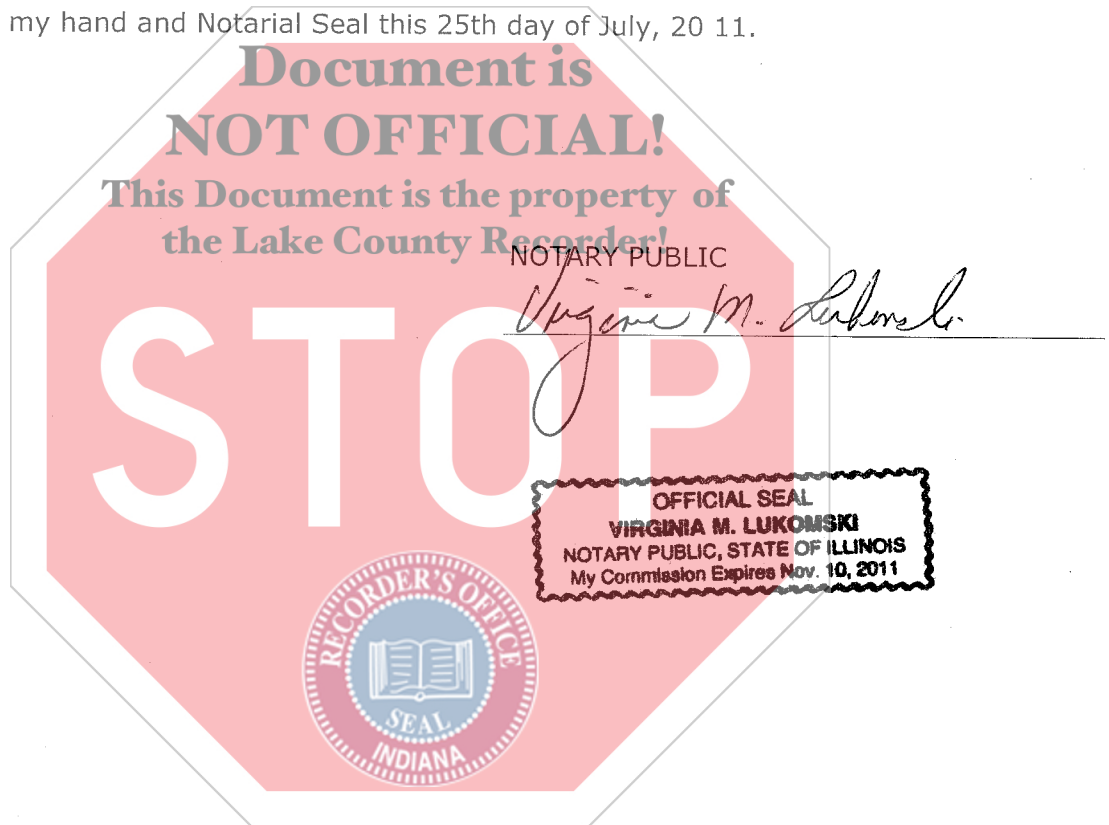 my hand and Notarial Seal this 25th day of July, 20 11.
Document is
NOT OFFICIAL!
This Document is the property of
the Lake County Recorder!
NOTARY PUBLIC
Virginia M. Lukomski
STOP
OFFICIAL SEAL
VIRGINIA M. LUKOMSKI
NOTARY PUBLIC, STATE OF ILLINOIS
My Commission Expires Nov. 10, 2011
RECORDER'S OFFICE
SEAL
INDIANA